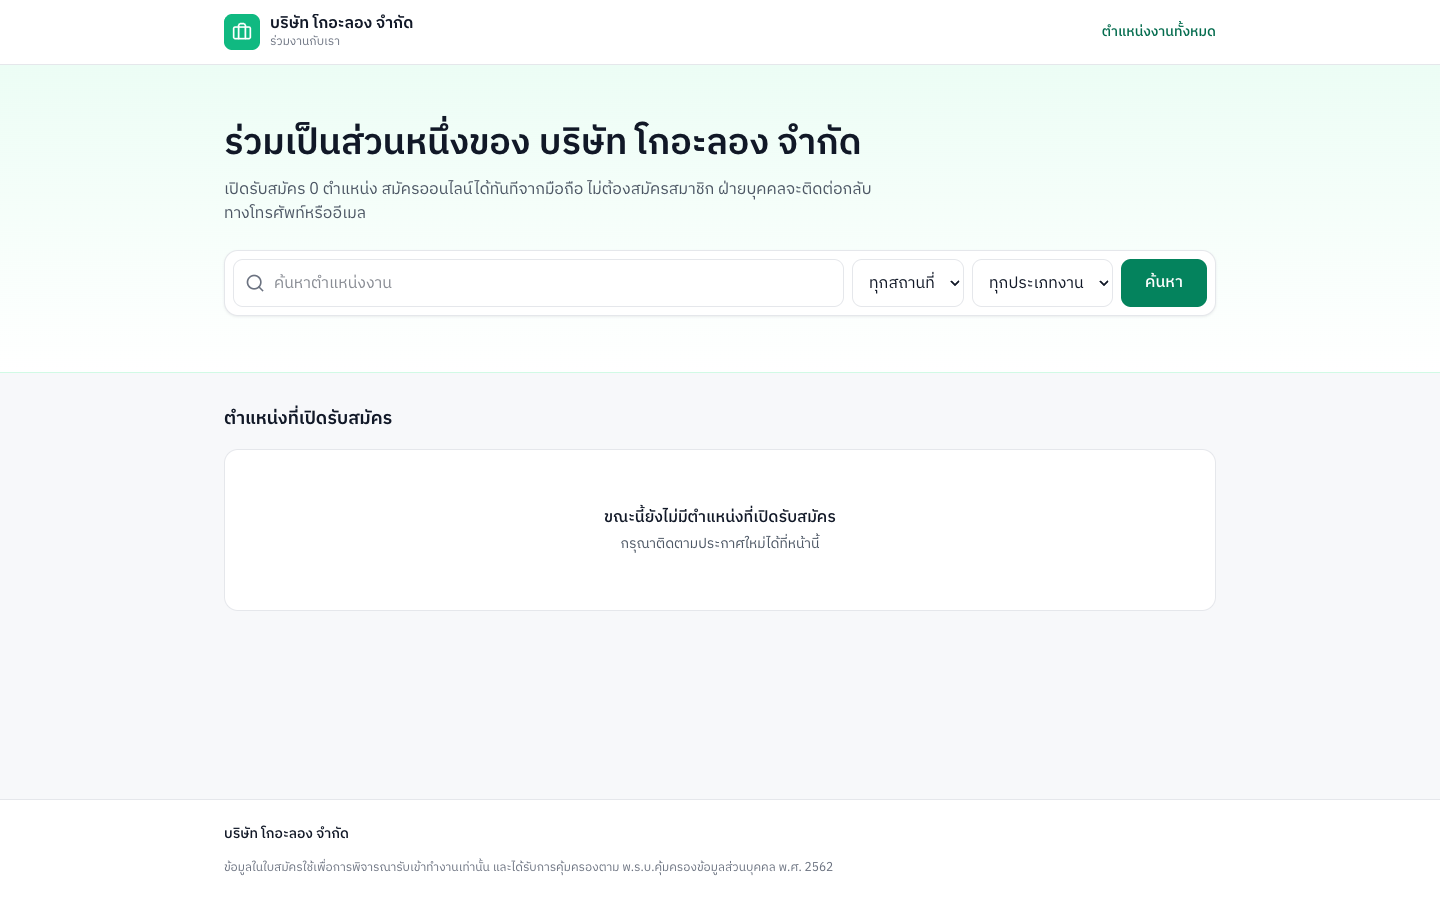 บริษัท โกอะลอง จำกัด
ร่วมงานกับเรา
ตำแหน่งงานทั้งหมด
ร่วมเป็นส่วนหนึ่งของ บริษัท โกอะลอง จำกัด
เปิดรับสมัคร 0 ตำแหน่ง สมัครออนไลน์ได้ทันทีจากมือถือ ไม่ต้องสมัครสมาชิก ฝ่ายบุคคลจะติดต่อกลับ
ทางโทรศัพท์หรืออีเมล
ค้นหาตำแหน่งงาน
ทุกสถานที่
ทุกประเภทงาน
ค้นหา
ตำแหน่งที่เปิดรับสมัคร
ขณะนี้ยังไม่มีตำแหน่งที่เปิดรับสมัคร
กรุณาติดตามประกาศใหม่ได้ที่หน้านี้
บริษัท โกอะลอง จำกัด
ข้อมูลในใบสมัครใช้เพื่อการพิจารณารับเข้าทำงานเท่านั้น และได้รับการคุ้มครองตาม พ.ร.บ.คุ้มครองข้อมูลส่วนบุคคล พ.ศ. 2562